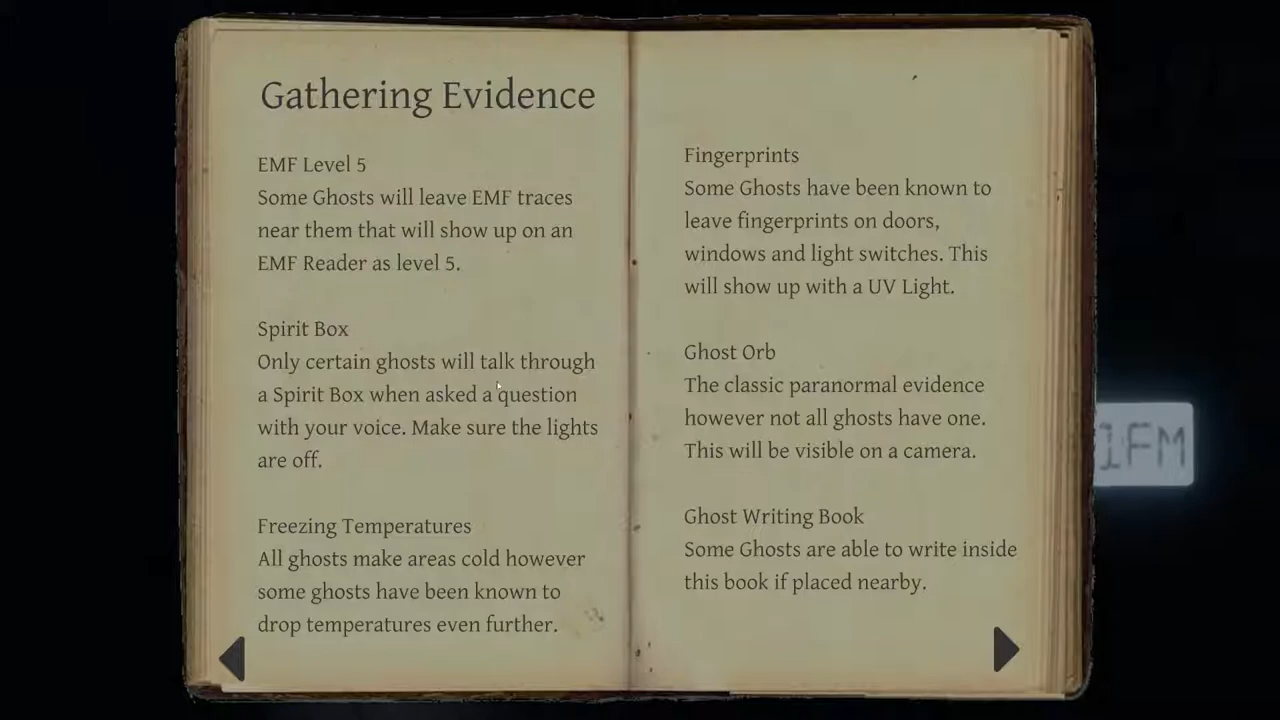 Gathering Evidence
EMF Level 5
Some Ghosts will leave EMF traces
near them that will show up on an
EMF Reader as level 5.
Spirit Box
Only certain ghosts will talk through
a Spirit Box when asked a question
with your voice. Make sure the lights
are off.
Freezing Temperatures
All ghosts make areas cold however
some ghosts have been known to
drop temperatures even further.
Fingerprints
Some Ghosts have been known to
leave fingerprints on doors,
windows and light switches. This
will show up with a UV Light.
Ghost Orb
The classic paranormal evidence
however not all ghosts have one.
This will be visible on a camera.
Ghost Writing Book
Some Ghosts are able to write inside
this book if placed nearby.
1FM